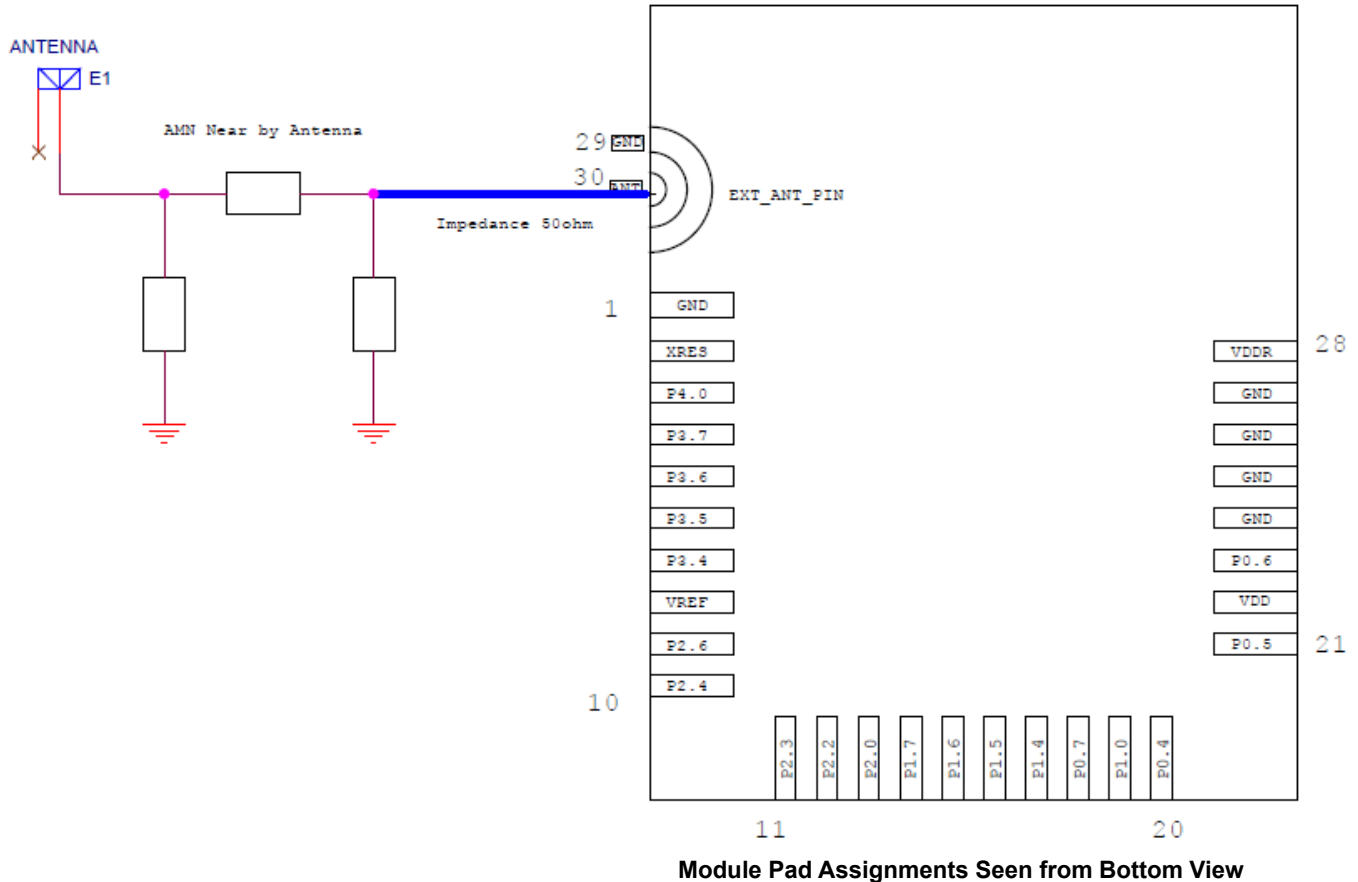 ANTENNA
E1
AMN Near by Antenna
29 GND
30 ANT
EXT_ANT_PIN
Impedance 50ohm
1 GND
XRES
P4.0
P3.7
P3.6
P3.5
P3.4
VREF
P2.6
10 P2.4
VDDR 28
GND
GND
GND
GND
P0.6
VDD
P0.5 21
P2.3
P2.2
P2.0
P1.7
P1.6
P1.5
P1.4
P0.7
P1.0
P0.4
11
20
Module Pad Assignments Seen from Bottom View